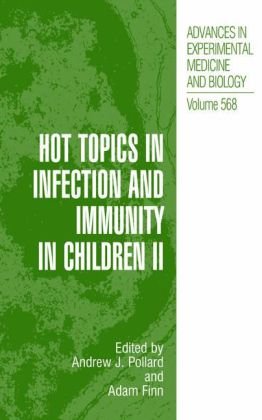 ADVANCES IN
EXPERIMENTAL
MEDICINE
AND BIOLOGY
Volume 568
HOT TOPICS IN
INFECTION AND
IMMUNITY
IN CHILDREN II
Edited by
Andrew J. Pollard
and
Adam Finn